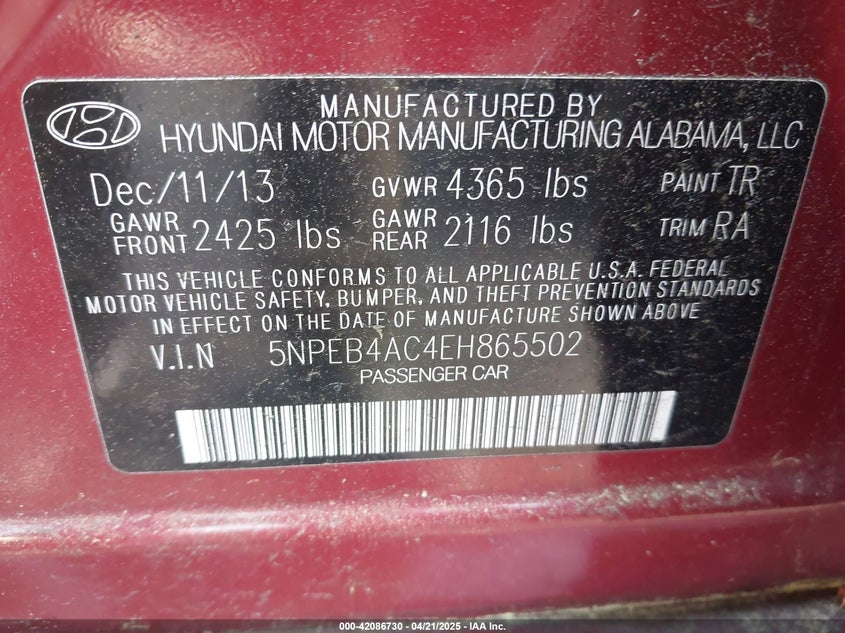 MANUFACTURED BY
HYUNDAI MOTOR MANUFACTURING ALABAMA, LLC
Dec/11/13 GVWR 4365 lbs PAINT TR
GAWR FRONT 2425 lbs GAWR REAR 2116 lbs TRIM RA
THIS VEHICLE CONFORMS TO ALL APPLICABLE U.S.A. FEDERAL
MOTOR VEHICLE SAFETY, BUMPER, AND THEFT PREVENTION STANDARDS
IN EFFECT ON THE DATE OF MANUFACTURE SHOWN ABOVE
V.I.N 5NPEB4AC4EH865502
PASSENGER CAR
000-42086730 - 04/21/2025 - IAA Inc.